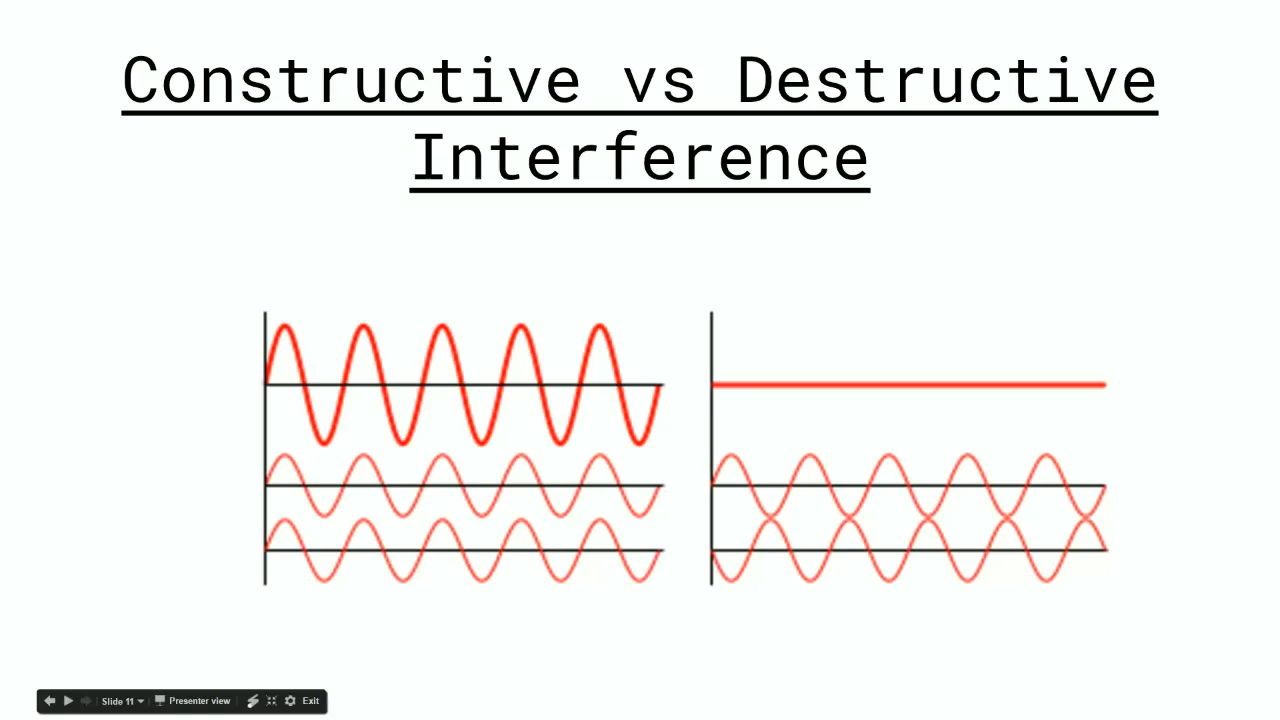 Constructive vs Destructive
Interference
Slide 11
Presenter view
Exit